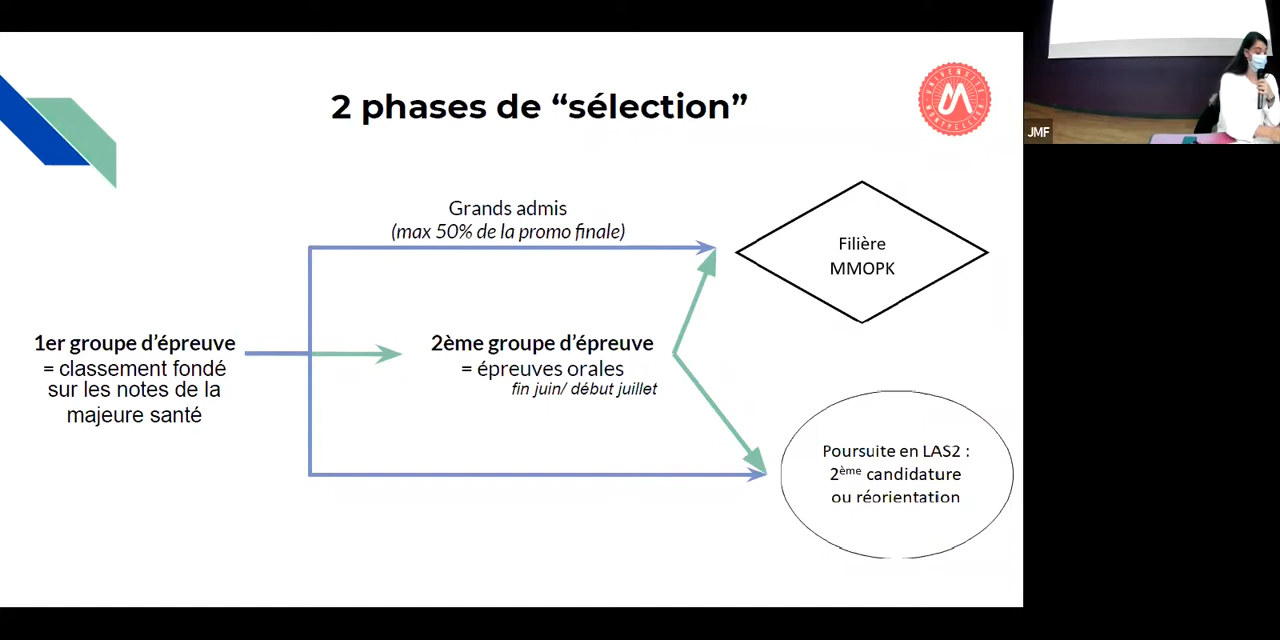 2 phases de “sélection”
UNIVERSITÉ
MONTPELLIER
JMF
Grands admis
(max 50% de la promo finale)
Filière
MMOPK
1er groupe d’épreuve
= classement fondé
sur les notes de la
majeure santé
2ème groupe d’épreuve
= épreuves orales
fin juin/ début juillet
Poursuite en LAS2 :
2ème candidature
ou réorientation